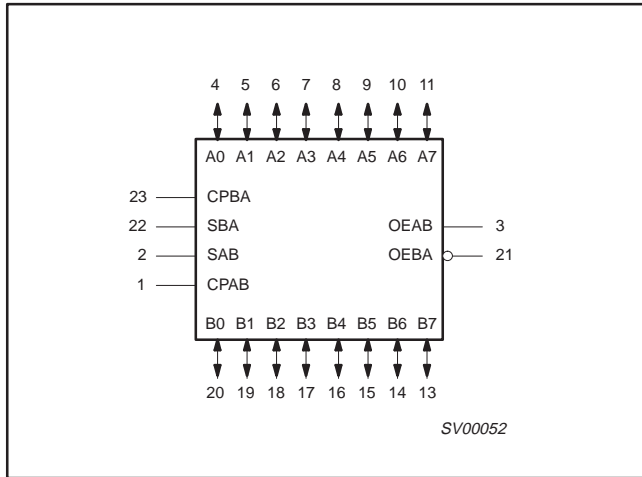 4 5 6 7 8 9 10 11
A0 A1 A2 A3 A4 A5 A6 A7
23 CPBA
22 SBA OEAB 3
2 SAB OEBA 21
1 CPAB
B0 B1 B2 B3 B4 B5 B6 B7
20 19 18 17 16 15 14 13
SV00052